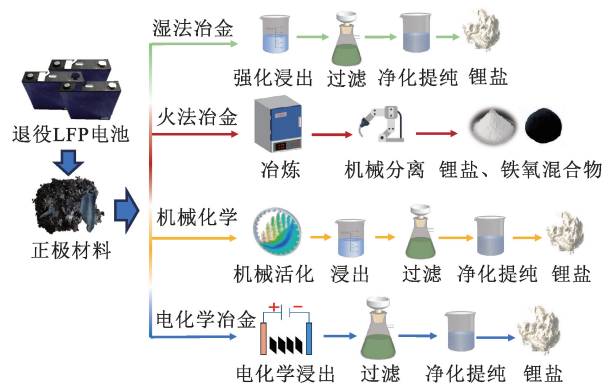 湿法冶金
强化浸出 过滤 净化提纯 锂盐
退役LFP电池
火法冶金
冶炼 机械分离 锂盐、铁氧混合物
正极材料
机械化学
机械活化 浸出 过滤 净化提纯 锂盐
电化学冶金
+ −
电化学浸出 过滤 净化提纯 锂盐